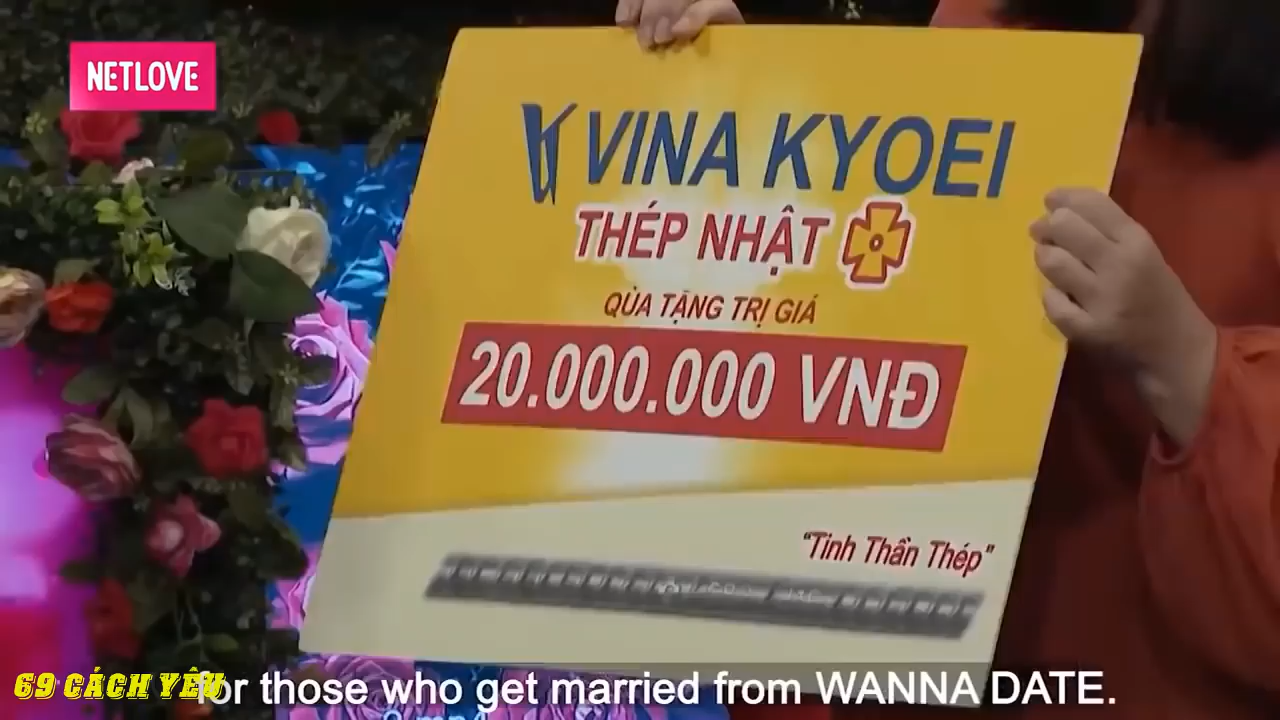 NETLOVE
VINA KYOEI
THÉP NHẬT
QÙA TẶNG TRỊ GIÁ
20.000.000 VNĐ
"Tinh Thần Thép"
69 CÁCH YÊU
for those who get married from WANNA DATE.